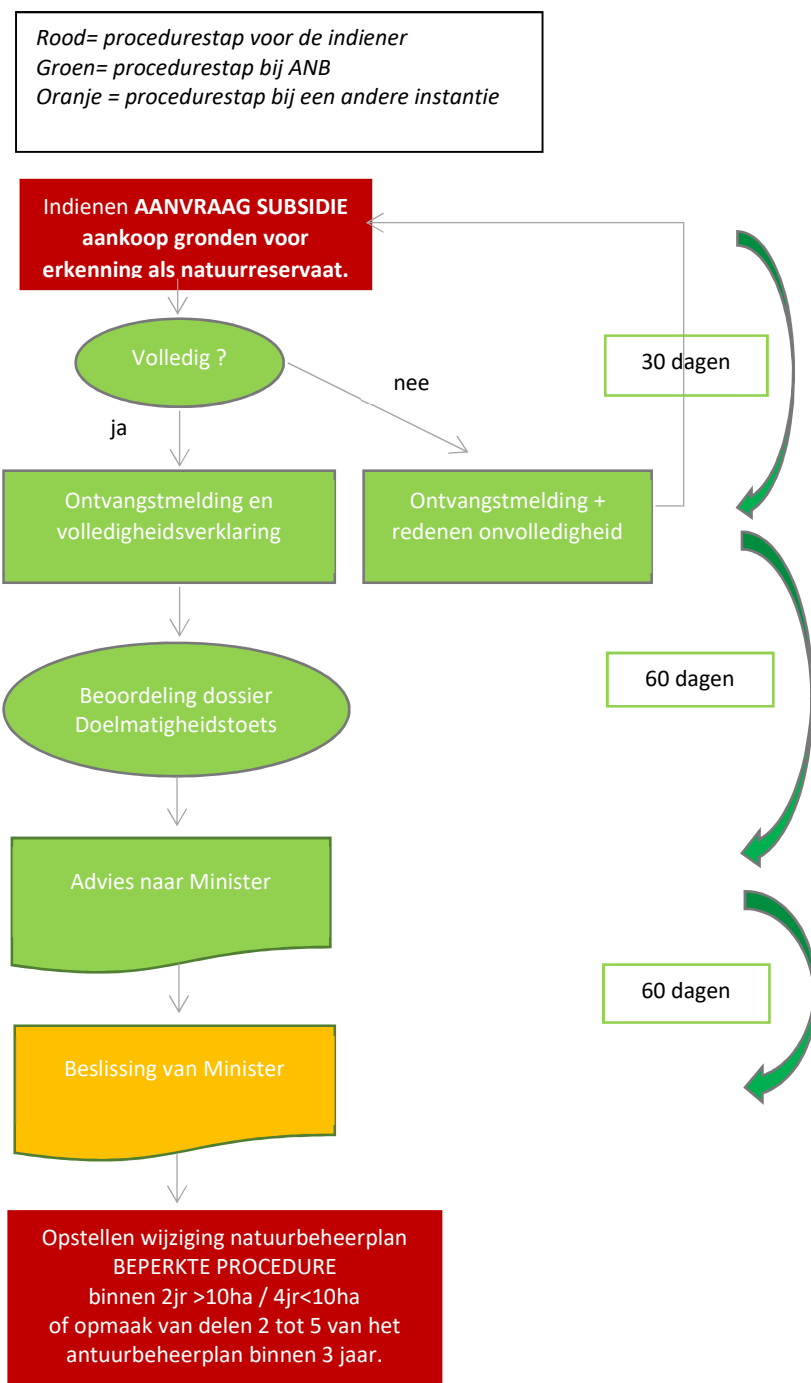 Rood= procedurestap voor de indiener
Groen= procedurestap bij ANB
Oranje = procedurestap bij een andere instantie
Indienen AANVRAAG SUBSIDIE
aankoop gronden voor
erkenning als natuurreservaat.
Volledig ?
30 dagen
nee
ja
Ontvangstmelding en
volledigheidsverklaring
Ontvangstmelding +
redenen onvolledigheid
60 dagen
Beoordeling dossier
Doelmatigheidstoets
Advies naar Minister
60 dagen
Beslissing van Minister
Opstellen wijziging natuurbeheerplan
BEPERKTE PROCEDURE
binnen 2jr >10ha / 4jr<10ha
of opmaak van delen 2 tot 5 van het
antuurbeheerplan binnen 3 jaar.